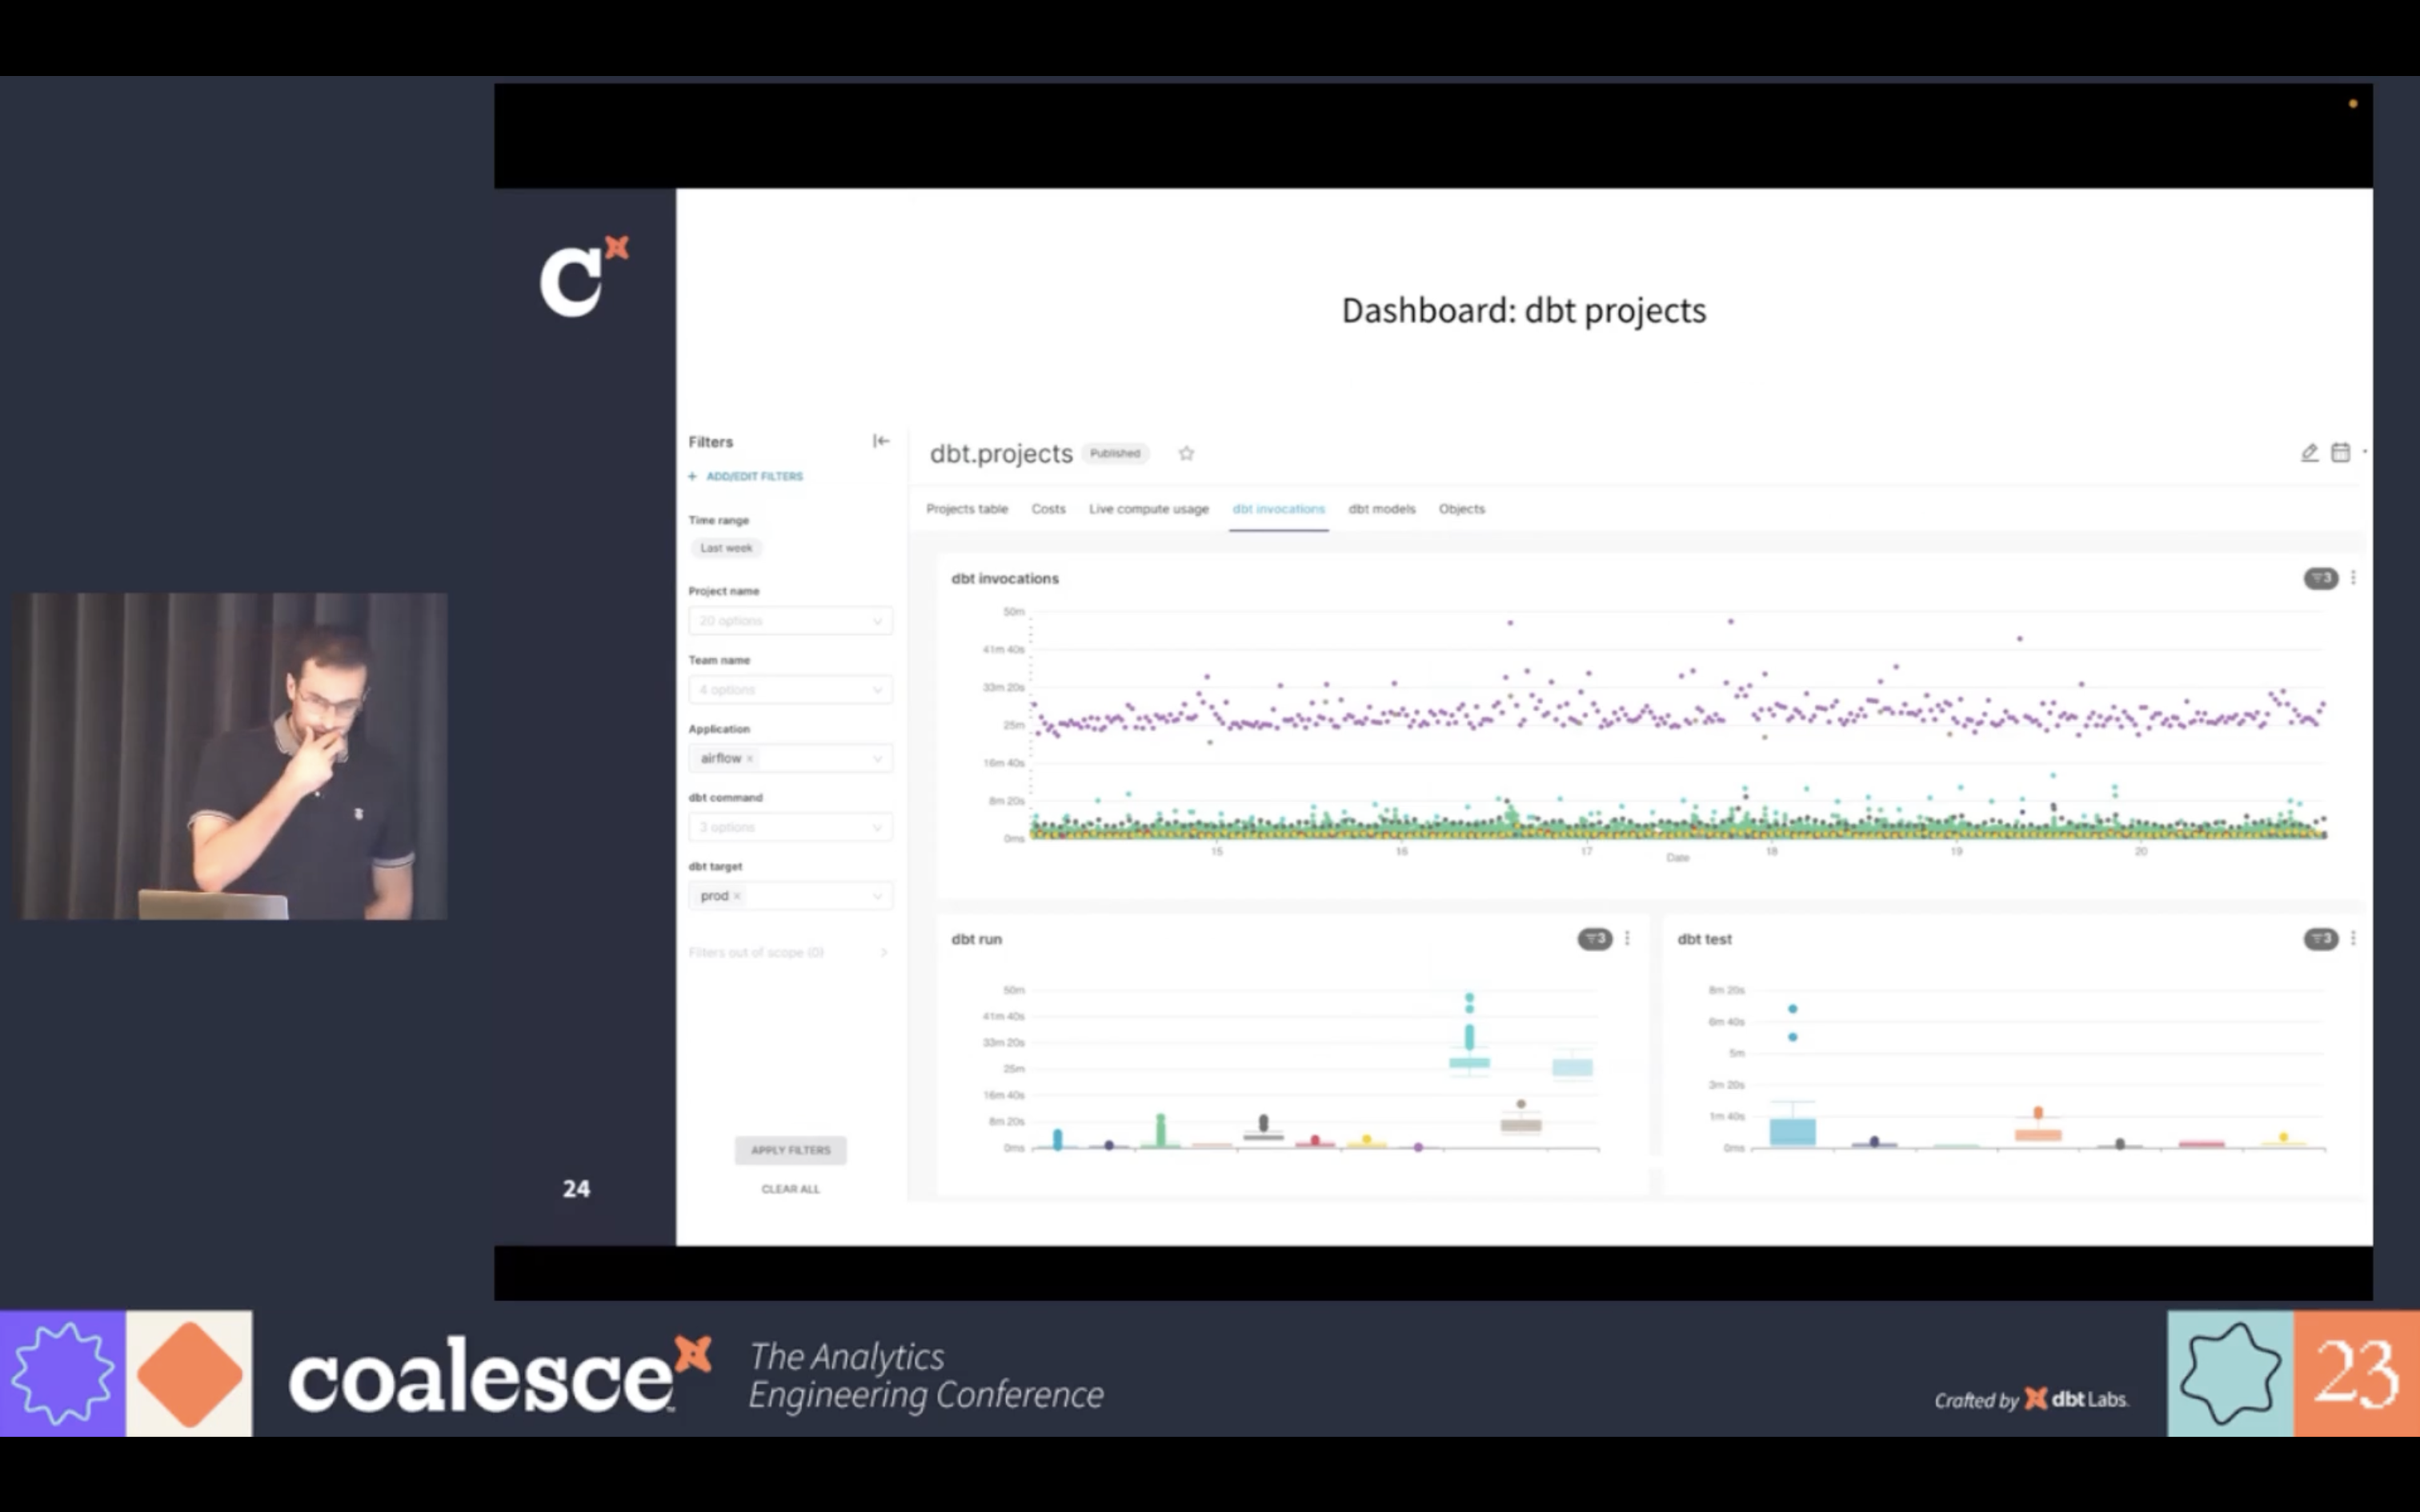 C
Dashboard: dbt projects
Filters
+ ADD/EDIT FILTERS
Time range
Last week
Project name
20 options
Team name
4 options
Application
airflow ×
dbt command
3 options
dbt target
prod ×
Filters out of scope (0)
APPLY FILTERS
CLEAR ALL
24
dbt.projects Published
Projects table Costs Live compute usage dbt invocations dbt models Objects
dbt invocations
3
50m
41m 40s
33m 20s
25m
16m 40s
8m 20s
0ms
15 16 17 18 19 20
Date
dbt run
3
50m
41m 40s
33m 20s
25m
16m 40s
8m 20s
0ms
dbt test
3
8m 20s
6m 40s
5m
3m 20s
1m 40s
0ms
coalesce
The Analytics
Engineering Conference
Crafted by dbt Labs.
23